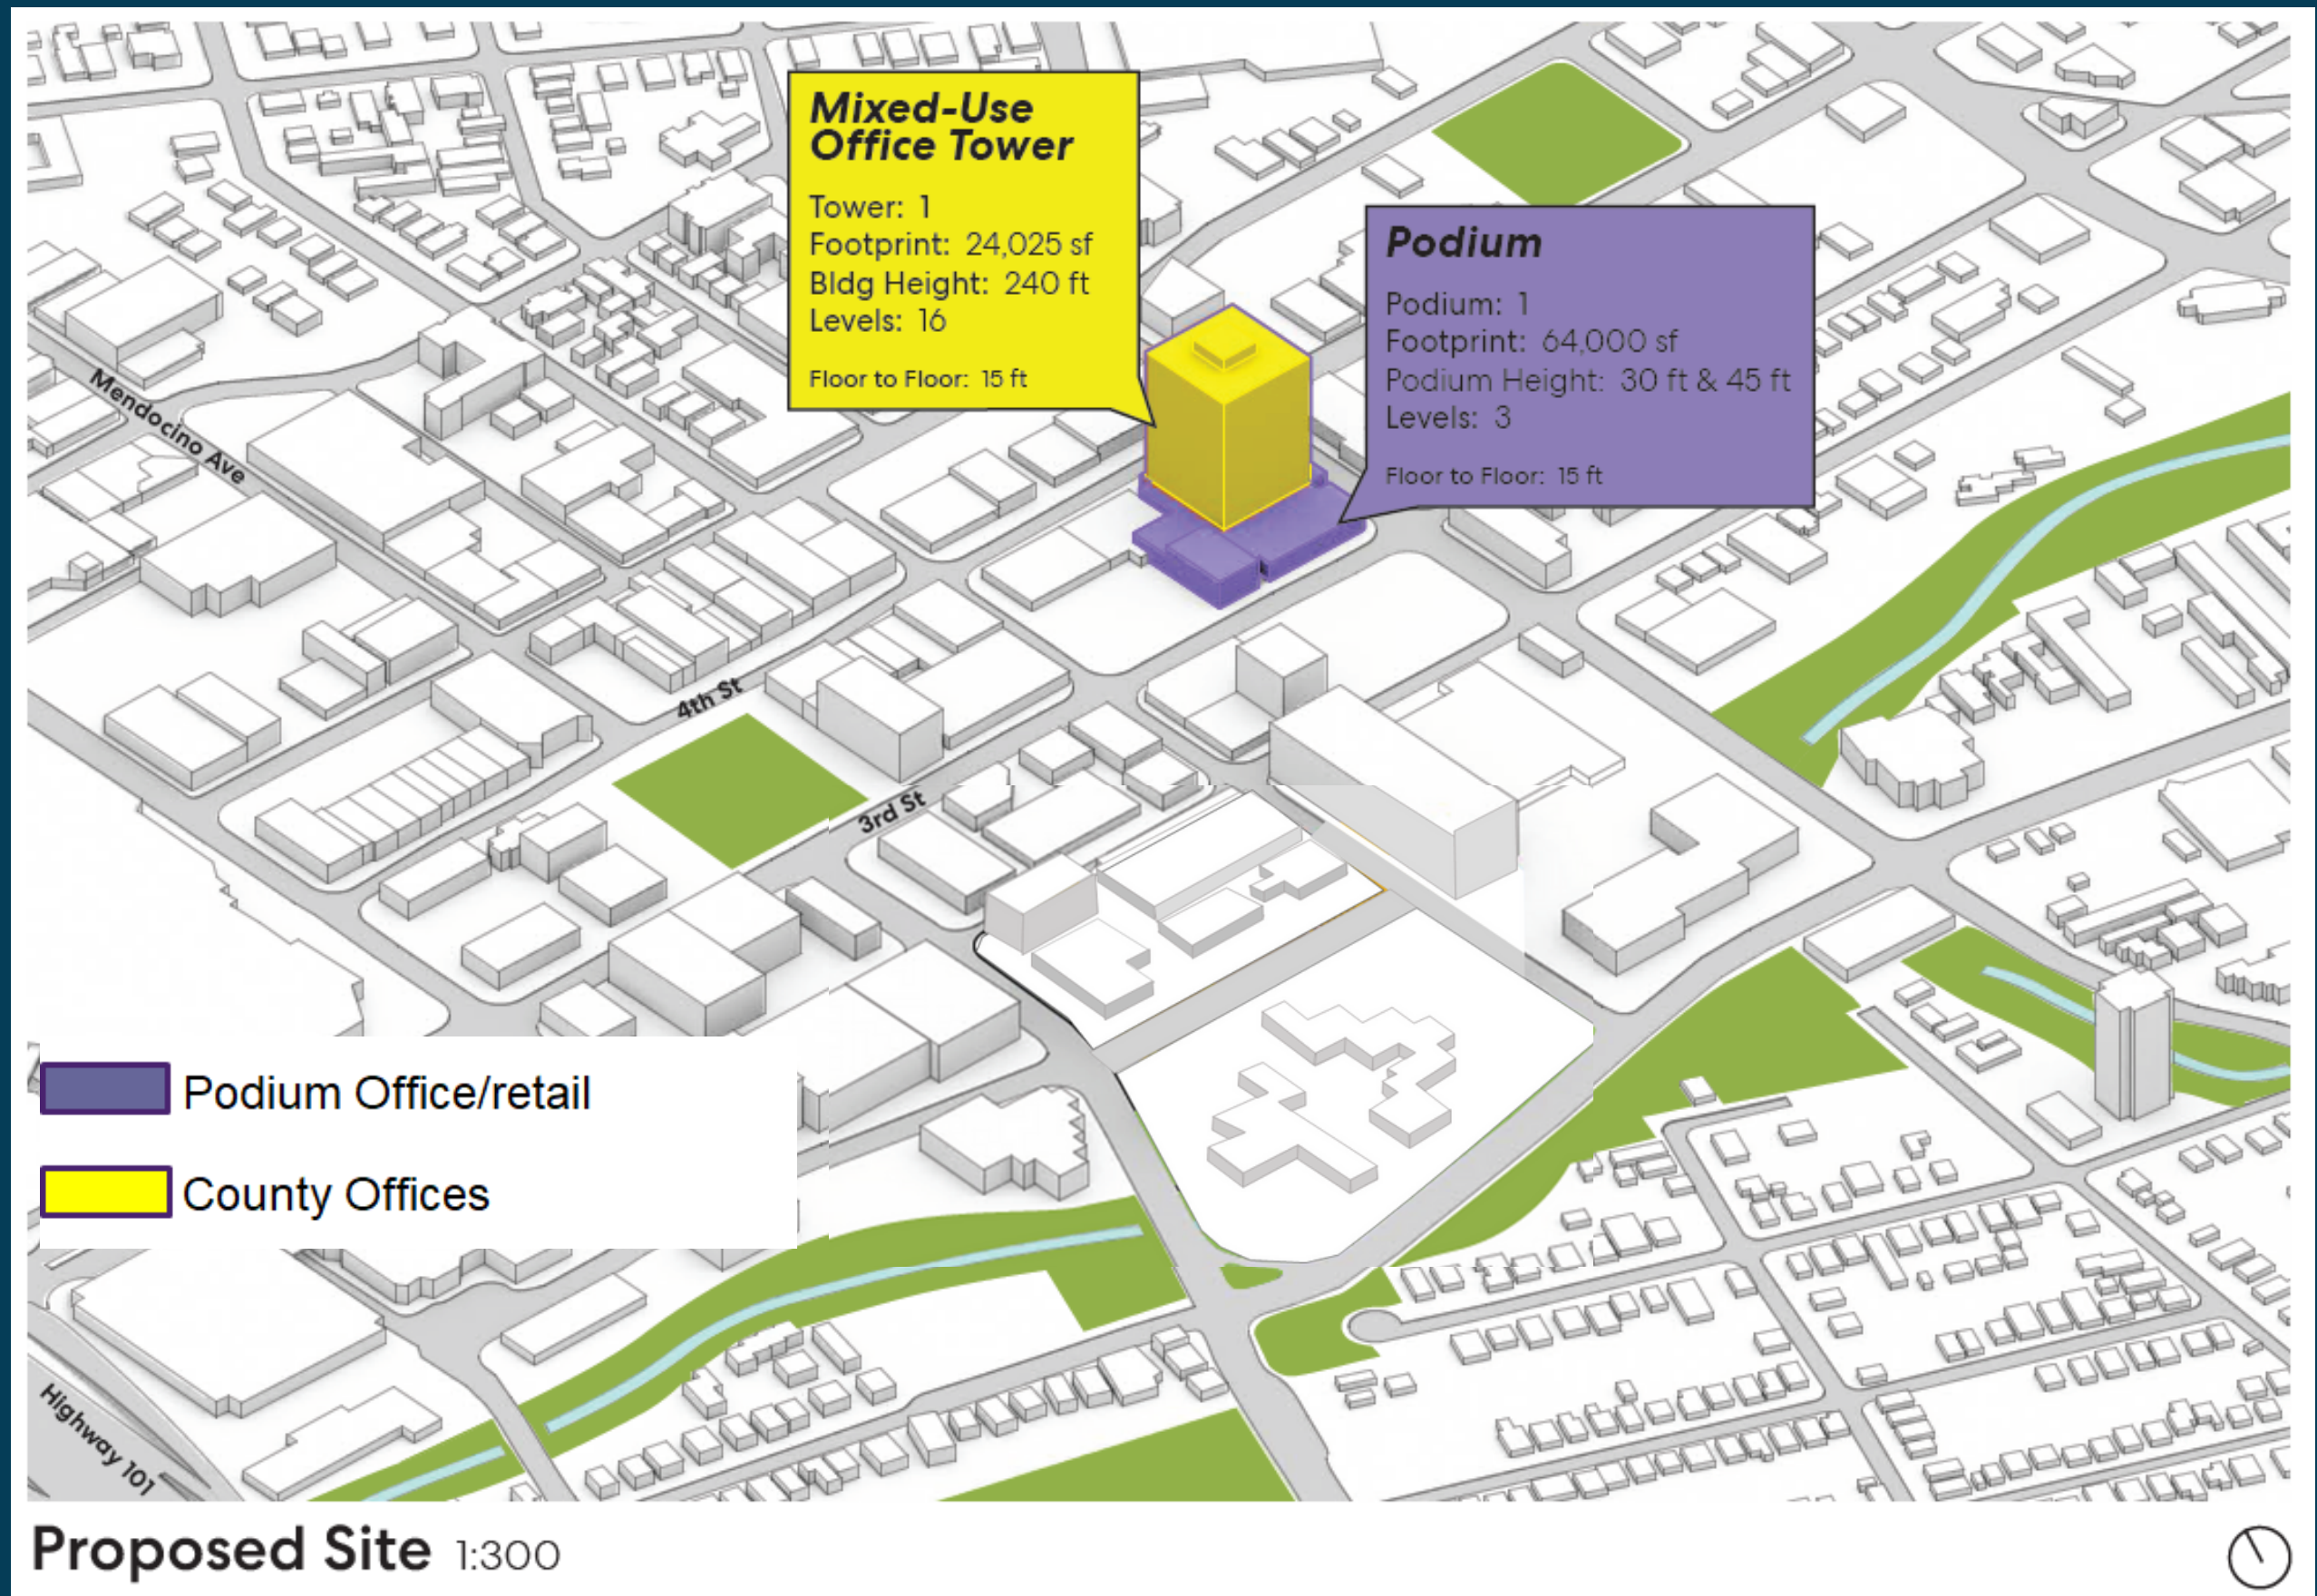 Mixed-Use
Office Tower
Tower: 1
Footprint: 24,025 sf
Bldg Height: 240 ft
Levels: 16
Floor to Floor: 15 ft
Podium
Podium: 1
Footprint: 64,000 sf
Podium Height: 30 ft & 45 ft
Levels: 3
Floor to Floor: 15 ft
Mendocino Ave
4th St
3rd St
Podium Office/retail
County Offices
Highway 101
Proposed Site 1:300